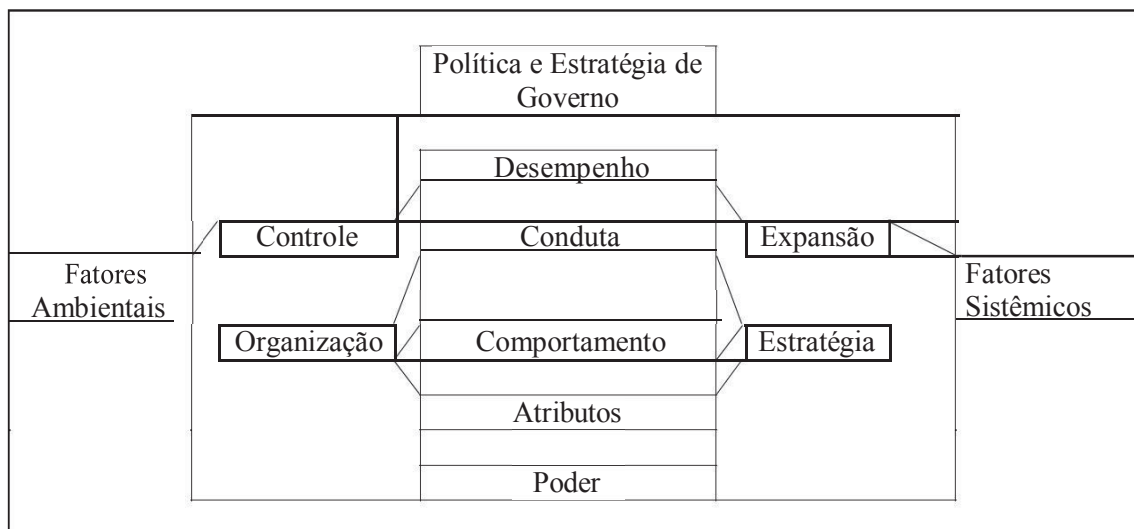 Política e Estratégia de
Governo
Desempenho
Controle
Conduta
Expansão
Fatores
Ambientais
Fatores
Sistêmicos
Organização
Comportamento
Estratégia
Atributos
Poder